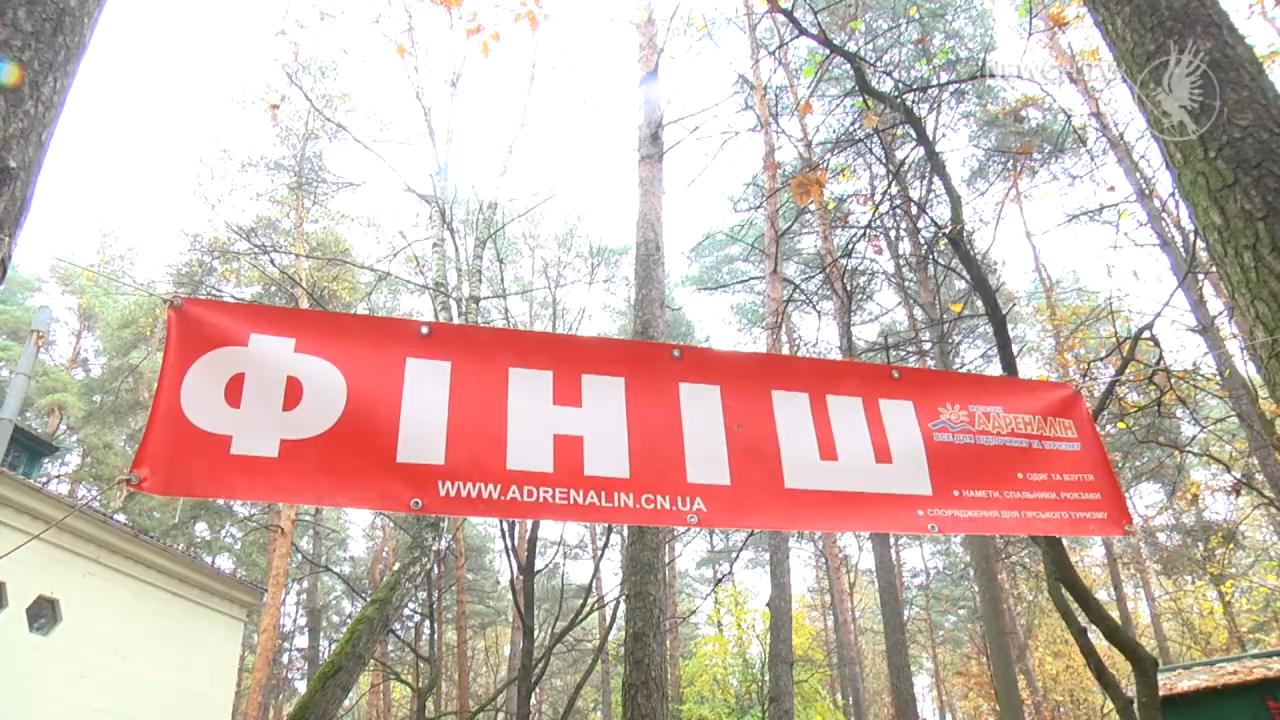 ФІНІШ
WWW.ADRENALIN.CN.UA
МАГАЗИН
АДРЕНАЛІН
ВСЕ ДЛЯ ВІДПОЧИНКУ ТА ТУРИЗМУ
• ОДЯГ ТА ВЗУТТЯ
• НАМЕТИ, СПАЛЬНИКИ, РЮКЗАКИ
• СПОРЯДЖЕННЯ ДЛЯ ГІРСЬКОГО ТУРИЗМУ